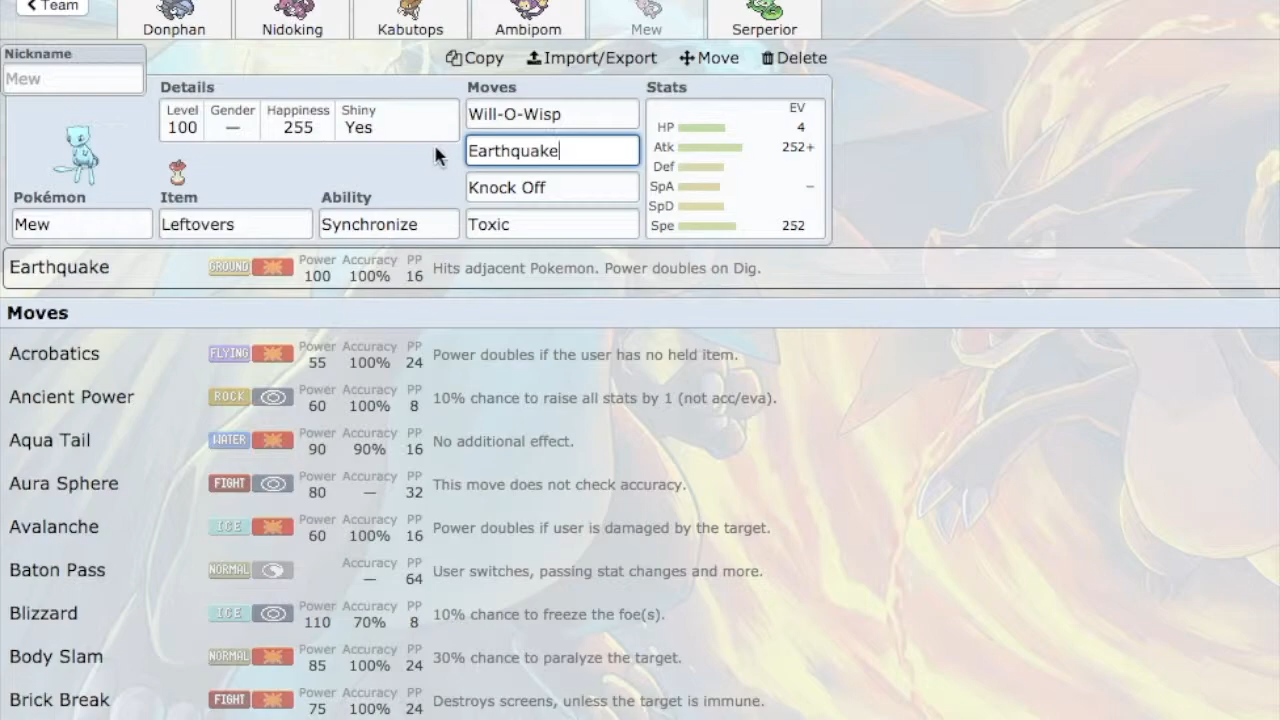 Team
Donphan Nidoking Kabutops Ambipom Mew Serperior
Nickname
Mew
Copy Import/Export Move Delete
Details Moves Stats
Level Gender Happiness Shiny
100 — 255 Yes
Will-O-Wisp
Earthquake
Knock Off
Toxic
EV
HP 4
Atk 252+
Def
SpA –
SpD
Spe 252
Pokémon Item Ability
Mew Leftovers Synchronize
Earthquake GROUND Power 100 Accuracy 100% PP 16 Hits adjacent Pokemon. Power doubles on Dig.
Moves
Acrobatics FLYING Power 55 Accuracy 100% PP 24 Power doubles if the user has no held item.
Ancient Power ROCK Power 60 Accuracy 100% PP 8 10% chance to raise all stats by 1 (not acc/eva).
Aqua Tail WATER Power 90 Accuracy 90% PP 16 No additional effect.
Aura Sphere FIGHT Power 80 Accuracy — PP 32 This move does not check accuracy.
Avalanche ICE Power 60 Accuracy 100% PP 16 Power doubles if user is damaged by the target.
Baton Pass NORMAL Accuracy — PP 64 User switches, passing stat changes and more.
Blizzard ICE Power 110 Accuracy 70% PP 8 10% chance to freeze the foe(s).
Body Slam NORMAL Power 85 Accuracy 100% PP 24 30% chance to paralyze the target.
Brick Break FIGHT Power 75 Accuracy 100% PP 24 Destroys screens, unless the target is immune.